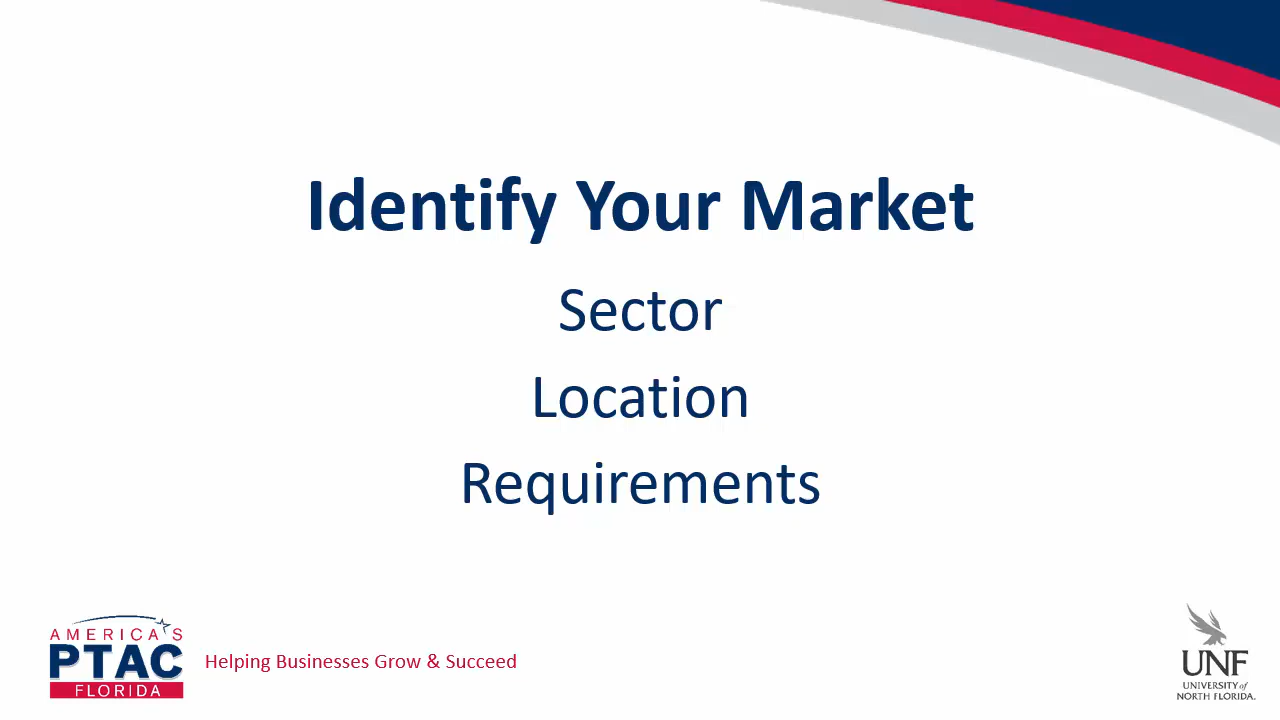 Identify Your Market
Sector
Location
Requirements
AMERICA'S
PTAC
FLORIDA
Helping Businesses Grow & Succeed
UNF
UNIVERSITY of
NORTH FLORIDA.